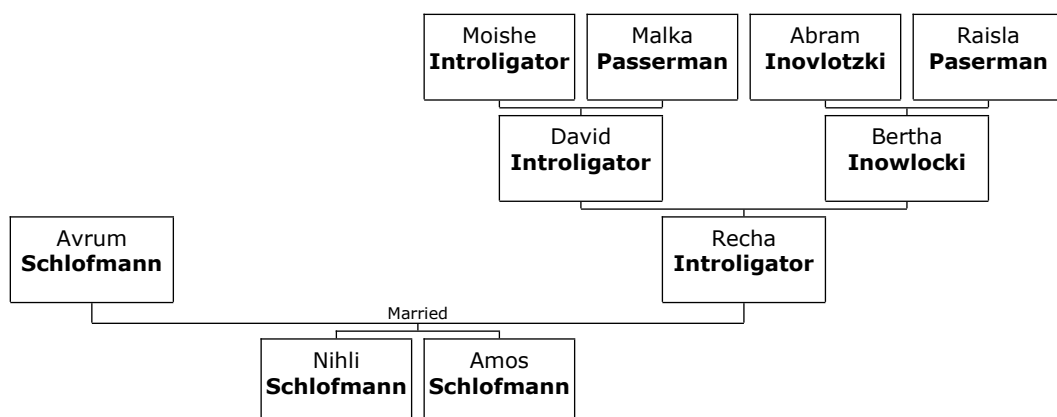 Moishe
Introligator
Malka
Passerman
Abram
Inovlotzki
Raisla
Paserman
David
Introligator
Bertha
Inowlocki
Avrum
Schlofmann
Recha
Introligator
Married
Nihli
Schlofmann
Amos
Schlofmann